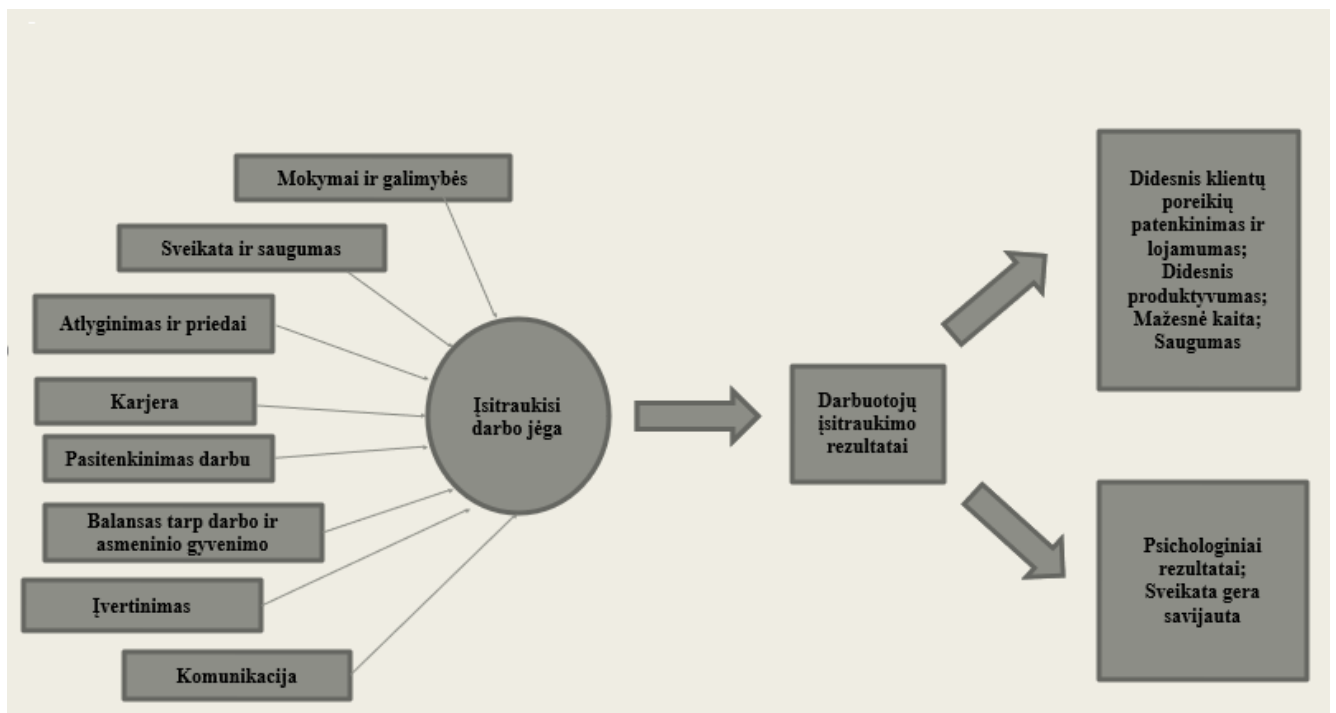 Mokymai ir galimybės
Sveikata ir saugumas
Atlyginimas ir priedai
Karjera
Pasitenkinimas darbu
Balansas tarp darbo ir
asmeninio gyvenimo
Įvertinimas
Komunikacija
Įsitraukisi
darbo jėga
Darbuotojų
įsitraukimo
rezultatai
Didesnis klientų
poreikių
patenkinimas ir
lojamumas;
Didesnis
produktyvumas;
Mažesnė kaita;
Saugumas
Psichologiniai
rezultatai;
Sveikata gera
savijauta